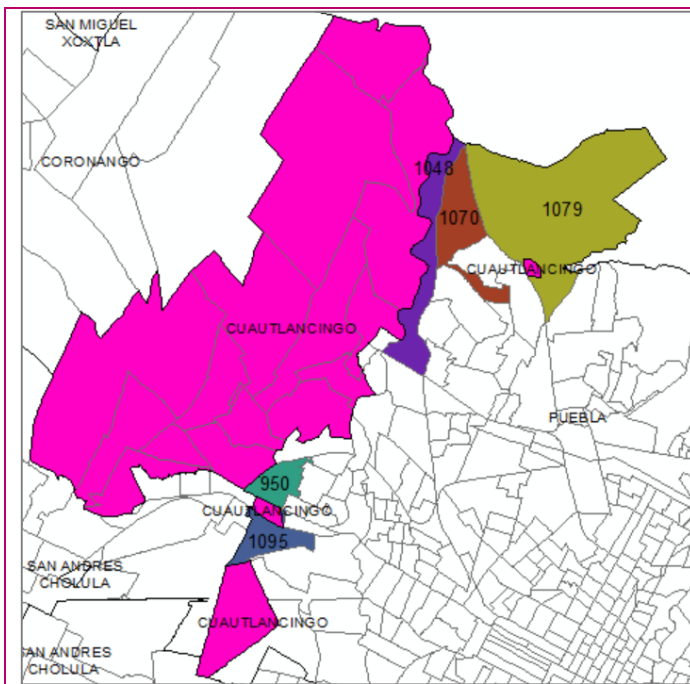 SAN MIGUEL
XOXTLA
CORONANGO
1048
1070
1079
CUAUTLANCINGO
CUAUTLANCINGO
PUEBLA
950
CUAUTLANCINGO
1095
SAN ANDRES
CHOLULA
CUAUTLANCINGO
SAN ANDRES
CHOLULA